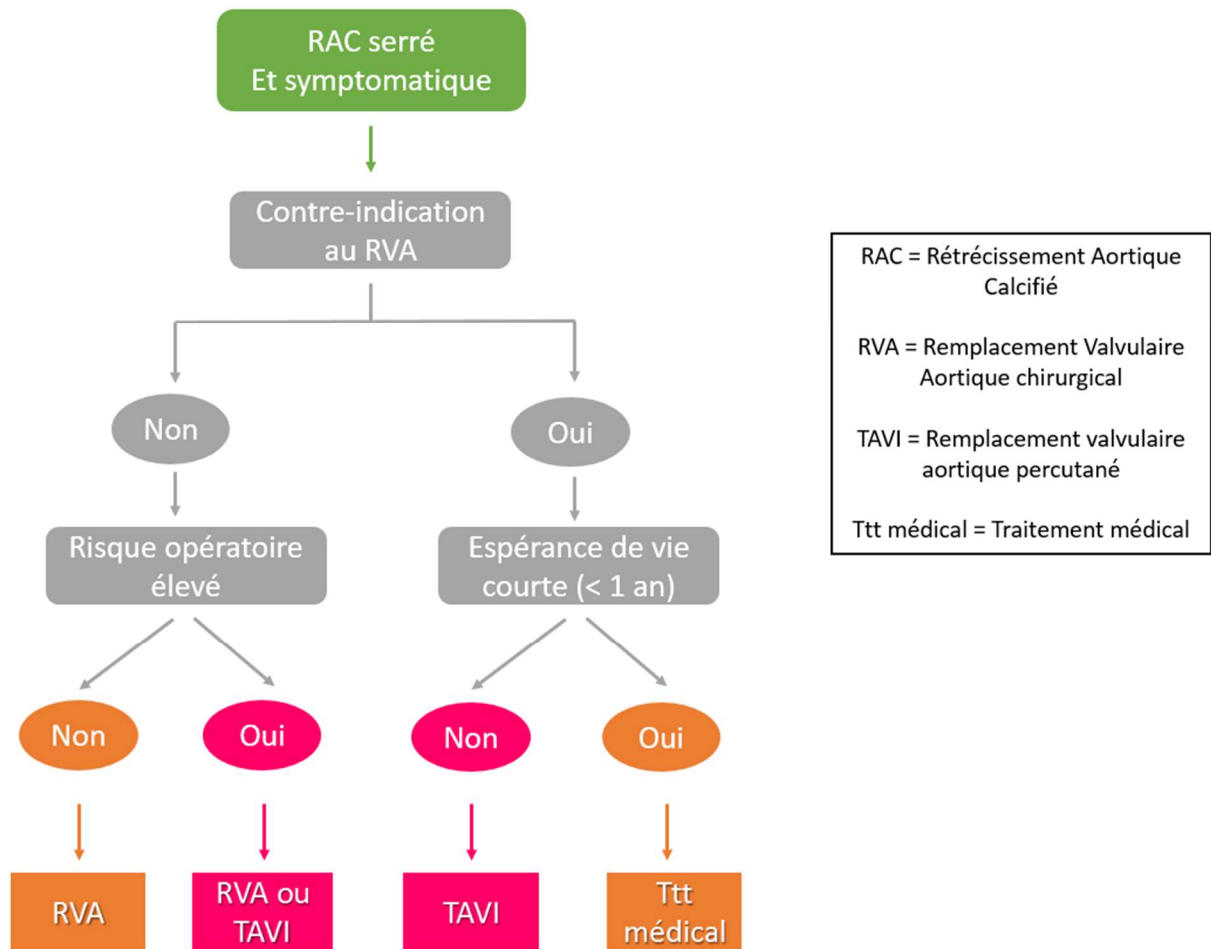 RAC serré
Et symptomatique
Contre-indication
au RVA
Non
Oui
Risque opératoire
élevé
Espérance de vie
courte (< 1 an)
Non
Oui
Non
Oui
RVA
RVA ou
TAVI
TAVI
Ttt
médical
RAC = Rétrécissement Aortique
Calcifié
RVA = Remplacement Valvulaire
Aortique chirurgical
TAVI = Remplacement valvulaire
aortique percutané
Ttt médical = Traitement médical